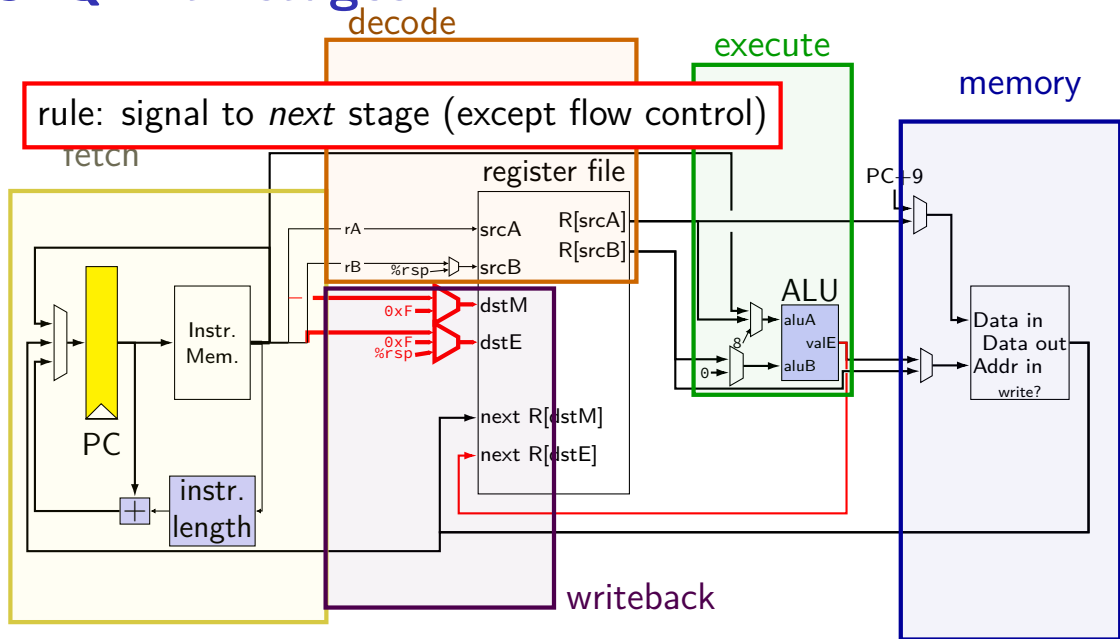 decode
execute
memory
rule: signal to next stage (except flow control)
fetch
register file
PC+9
rA
srcA
R[srcA]
R[srcB]
rB
%rsp
srcB
dstM
0xF
dstE
0xF
%rsp
Instr.
Mem.
PC
instr.
length
+
next R[dstM]
next R[dstE]
ALU
aluA
valE
aluB
8
0
Data in
Data out
Addr in
write?
writeback